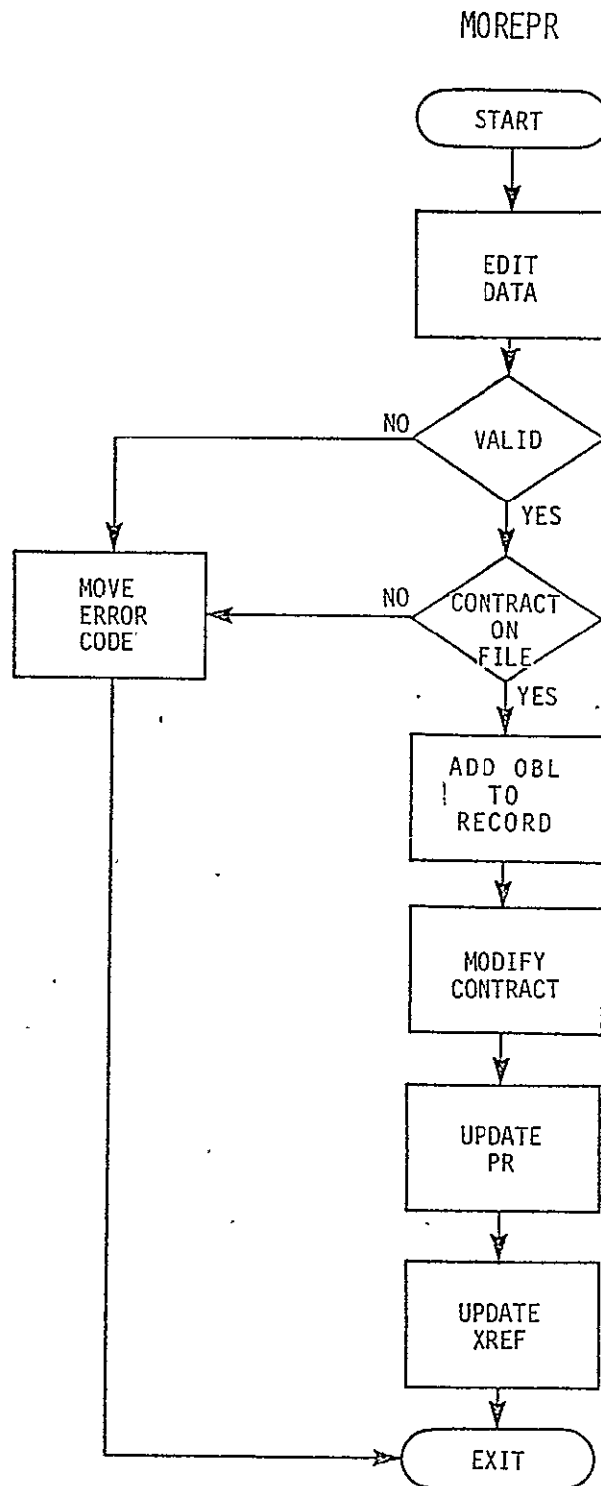 MOREPR
START
EDIT
DATA
NO
VALID
YES
MOVE
ERROR
CODE
NO
CONTRACT
ON
FILE
YES
ADD OBL
TO
RECORD
MODIFY
CONTRACT
UPDATE
PR
UPDATE
XREF
EXIT